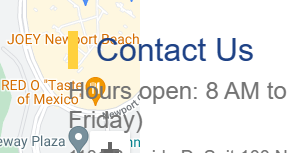 JOEY Newport Beach
Contact Us
RED O "Taste
of Mexico
Hours open: 8 AM to
Newport
Friday)
eway Plaza